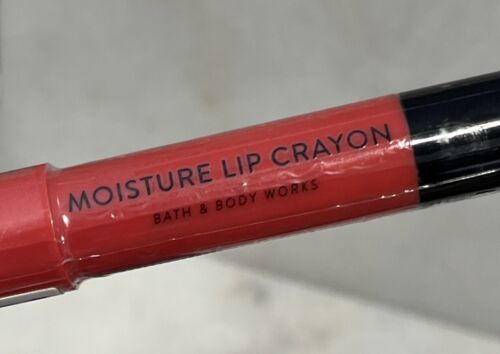 MOISTURE LIP CRAYON
BATH & BODY WORKS